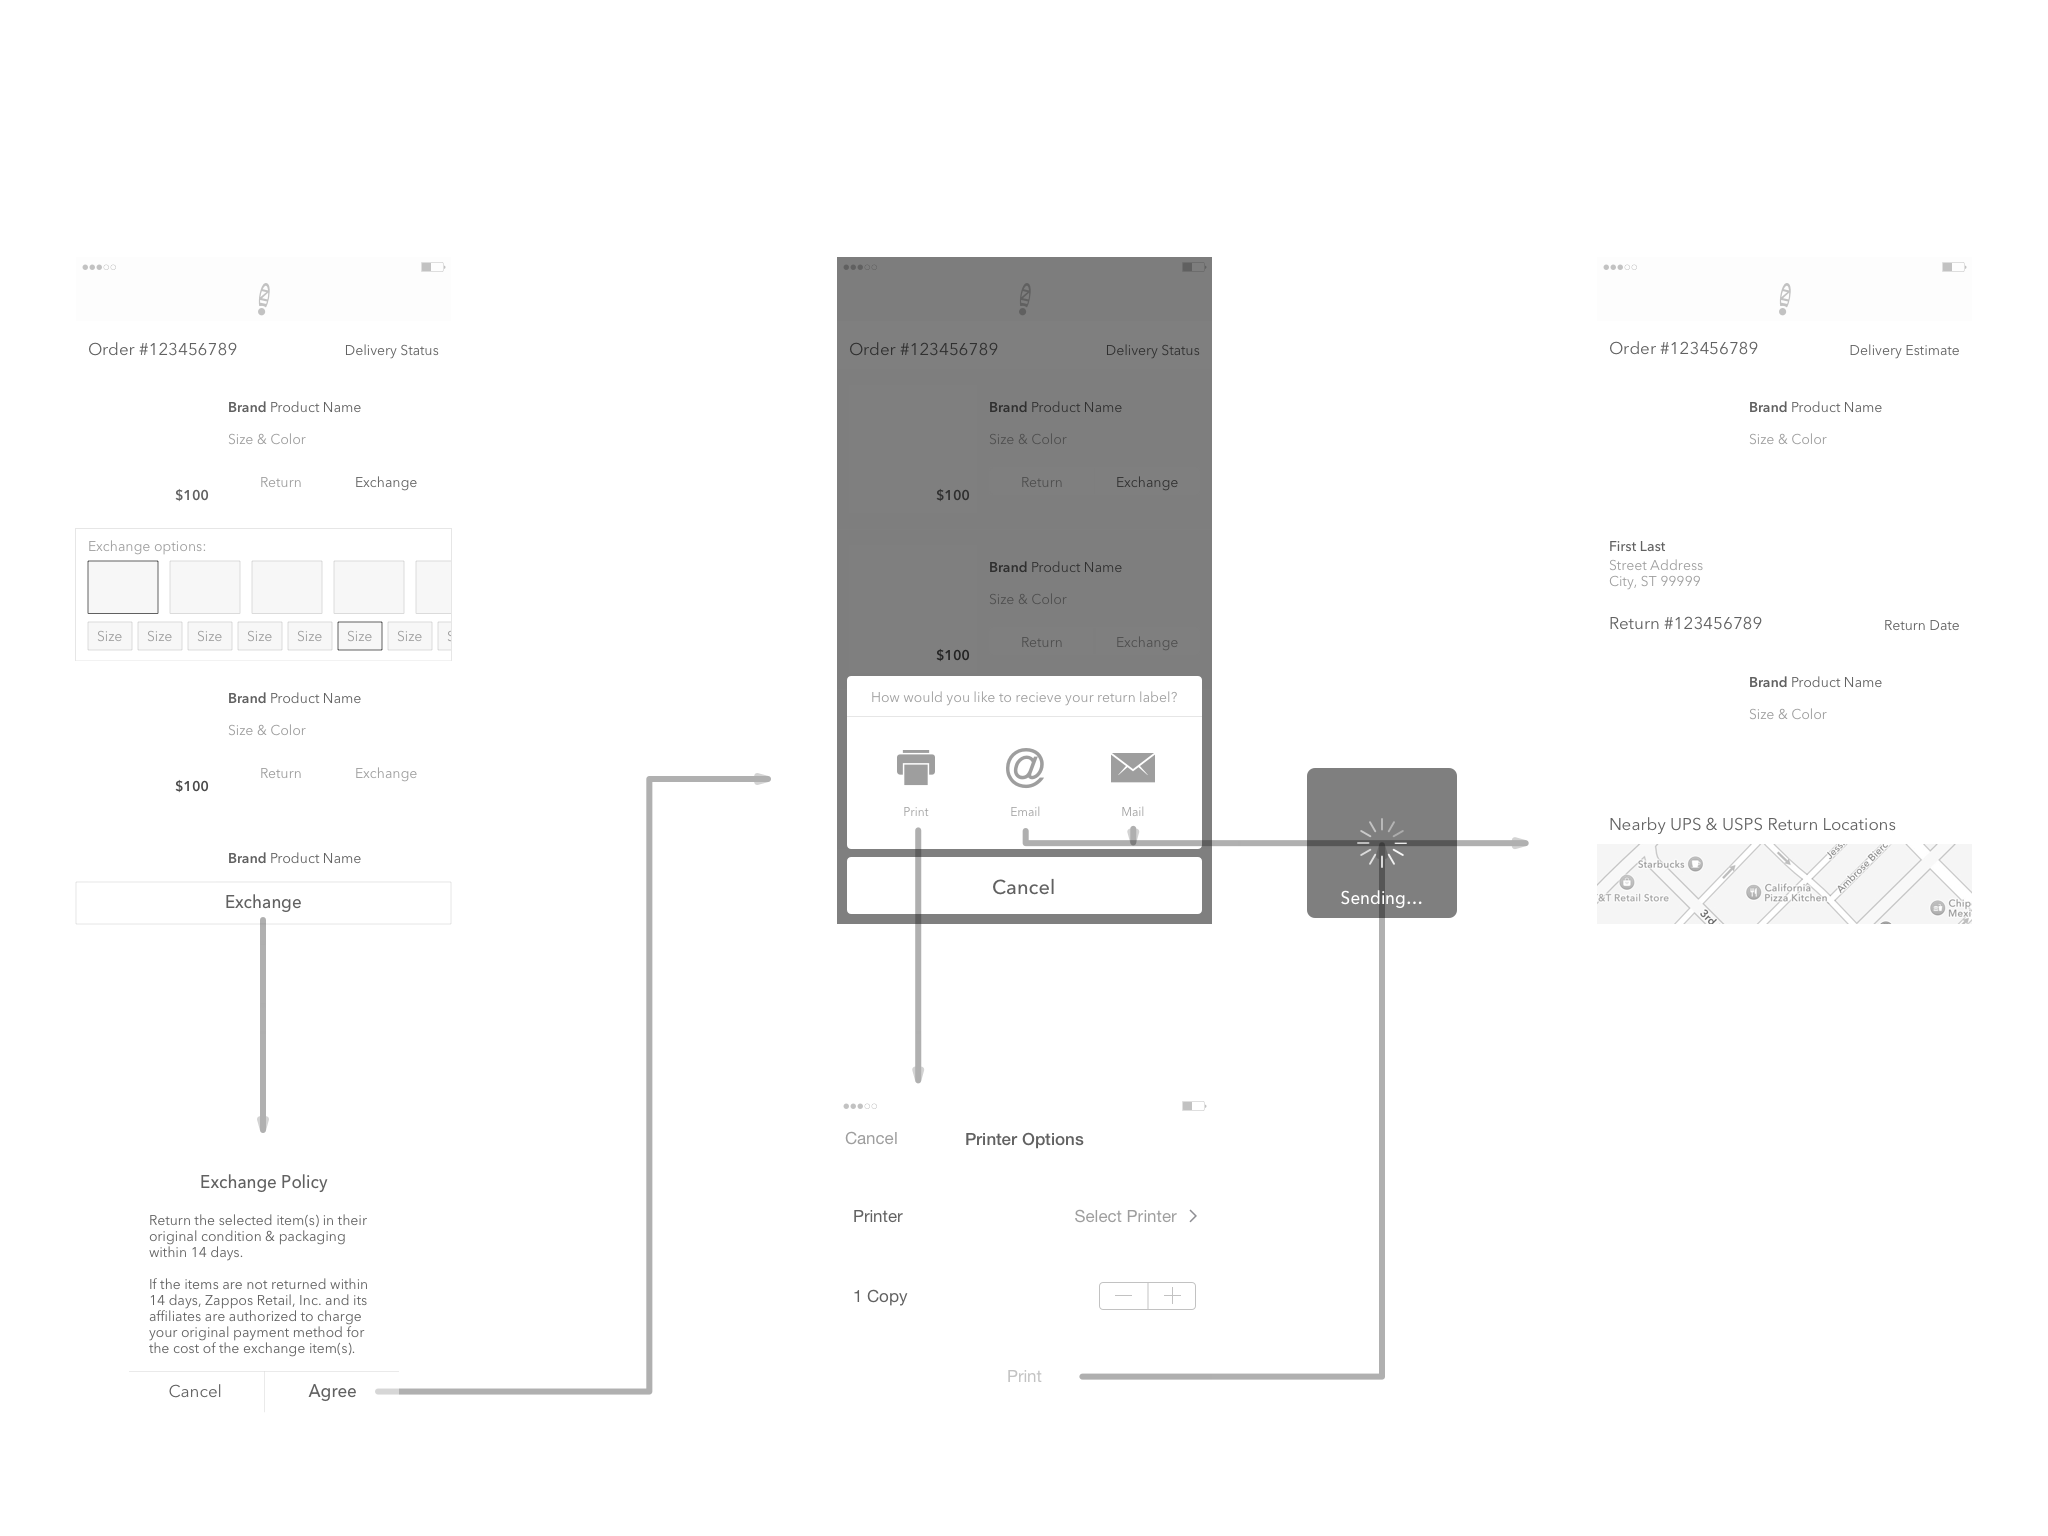 Order #123456789
Delivery Status
Brand Product Name
Size & Color
Return
Exchange
$100
Exchange options:
Size
Size
Size
Size
Size
Size
Size
Brand Product Name
Size & Color
Return
Exchange
$100
Brand Product Name
Exchange
Exchange Policy
Return the selected item(s) in their
original condition & packaging
within 14 days.
If the items are not returned within
14 days, Zappos Retail, Inc. and its
affiliates are authorized to charge
your original payment method for
the cost of the exchange item(s).
Cancel
Agree
Order #123456789
Delivery Status
Brand Product Name
Size & Color
Return
Exchange
$100
Brand Product Name
Size & Color
Return
Exchange
$100
How would you like to recieve your return label?
Print
Email
Mail
Cancel
Sending...
Cancel
Printer Options
Printer
Select Printer
1 Copy
Print
Order #123456789
Delivery Estimate
Brand Product Name
Size & Color
First Last
Street Address
City, ST 99999
Return #123456789
Return Date
Brand Product Name
Size & Color
Nearby UPS & USPS Return Locations
Starbucks
&T Retail Store
3rd
California
Pizza Kitchen
Jess
Ambrose Bierc
Chip
Mexi